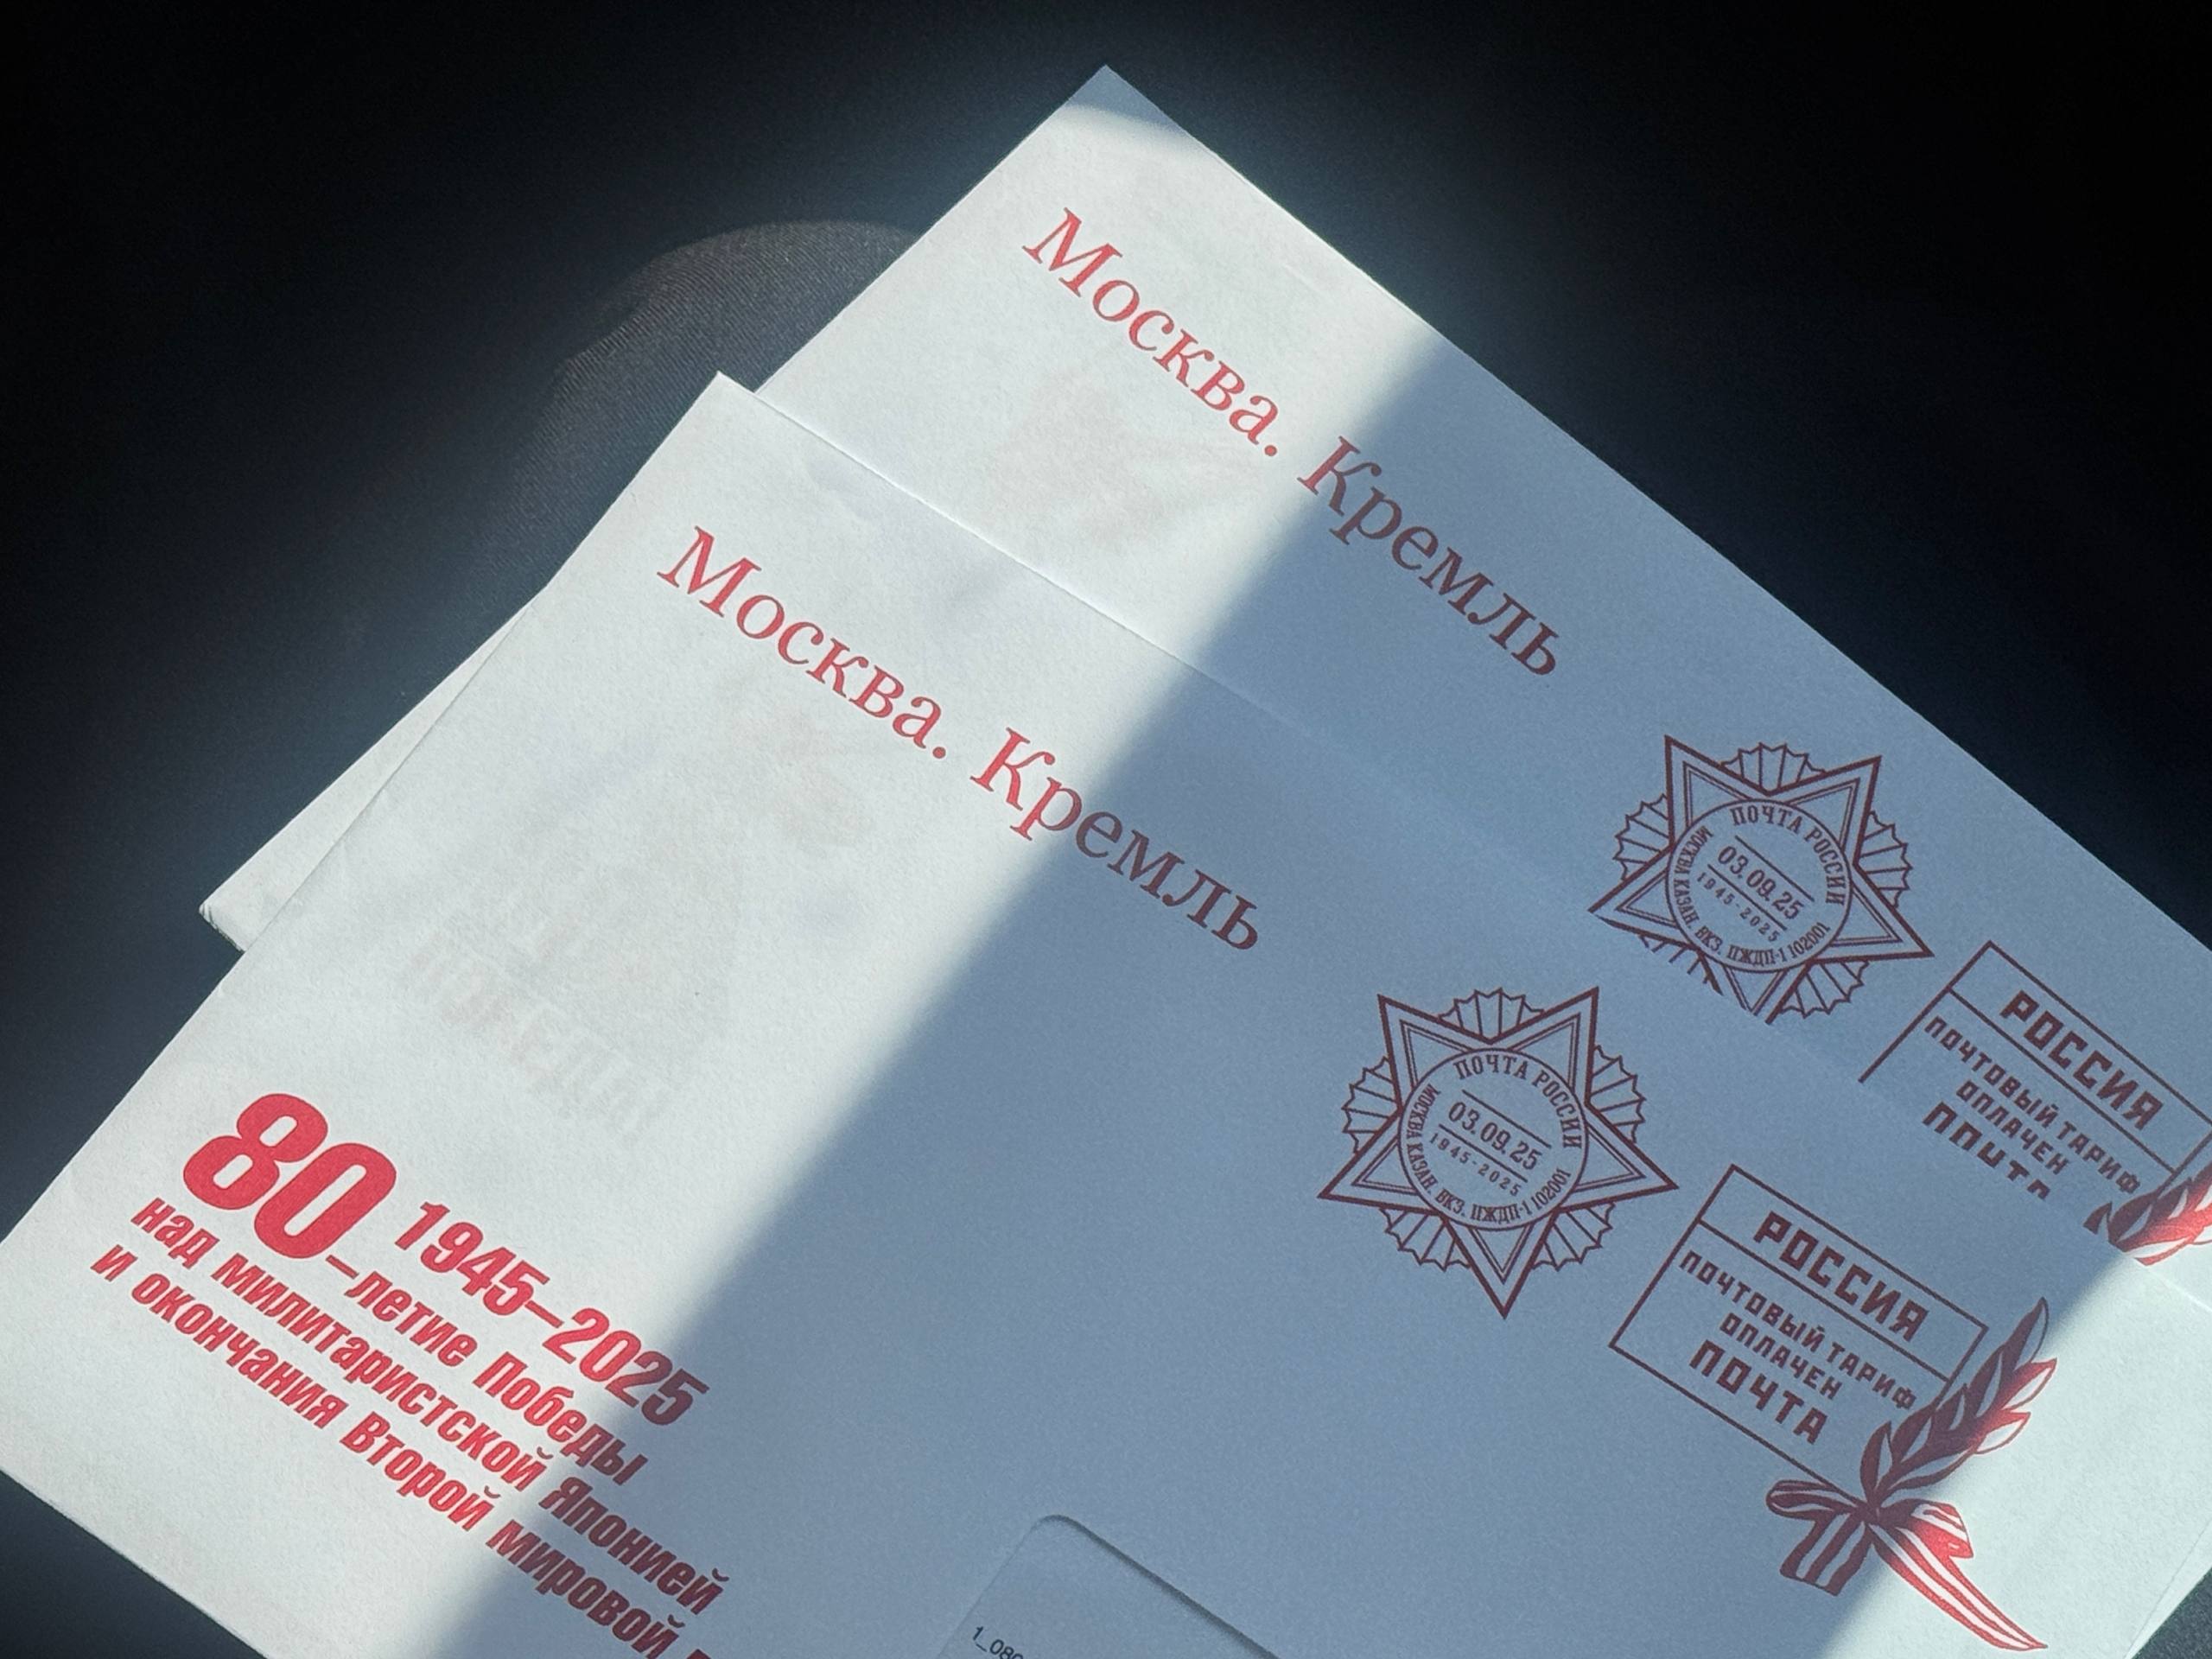 Москва. Кремль
ПОЧТА РОССИИ
03.09.25
1945-2025
МОСКВА КАЗАН. ВКЗ. ПЖДП-1 102001
РОССИЯ
ПОЧТОВЫЙ ТАРИФ
ОПЛАЧЕН
ПОЧТА
Москва. Кремль
ПОЧТА РОССИИ
03.09.25
1945-2025
МОСКВА КАЗАН. ВКЗ. ПЖДП-1 102001
РОССИЯ
ПОЧТОВЫЙ ТАРИФ
ОПЛАЧЕН
ПОЧТА
1945–2025
80–летие Победы
над милитаристской Японией
и окончания Второй мировой
1_080